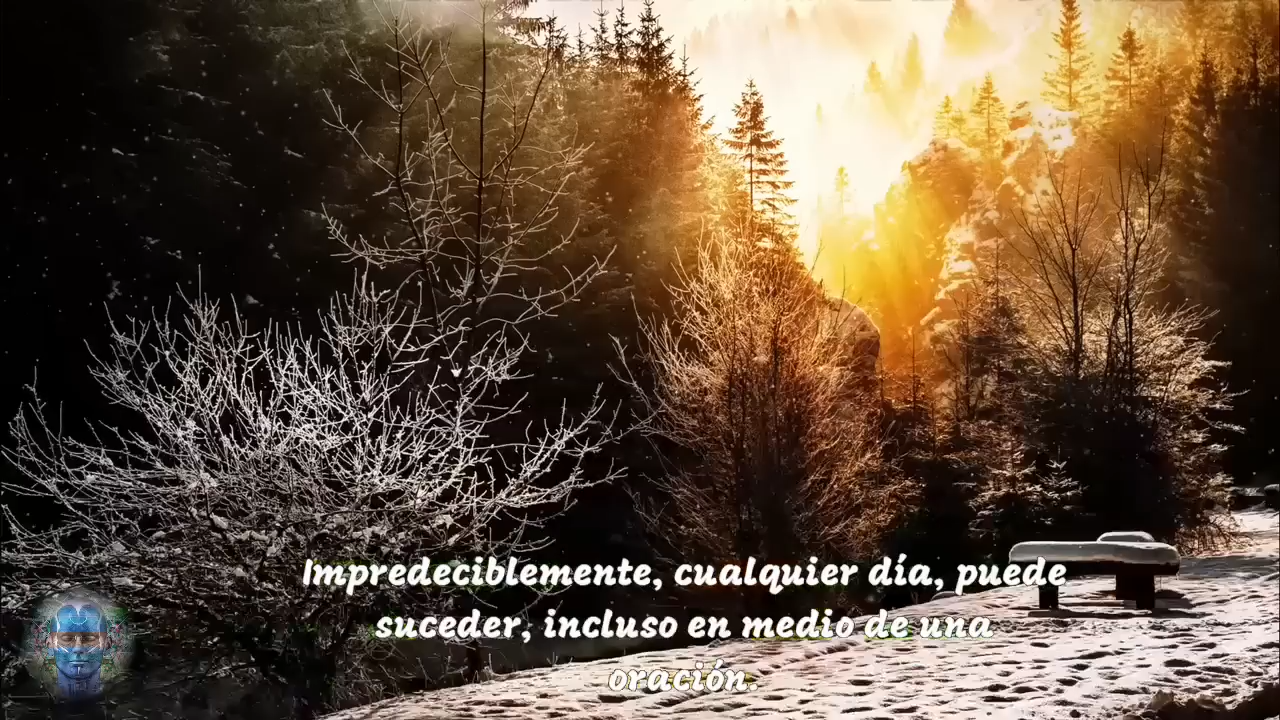 Impredeciblemente, cualquier día, puede
suceder, incluso en medio de una
oración.